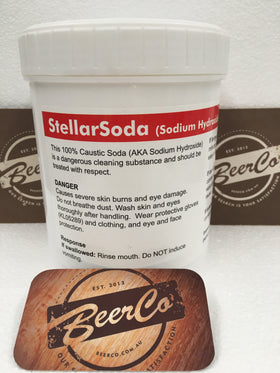 StellarSoda (Sodium Hydrox
This 100% Caustic Soda (AKA Sodium Hydroxide)
is a dangerous cleaning substance and should be
treated with respect.
DANGER
Causes severe skin burns and eye damage.
Do not breathe dust. Wash skin and eyes
thoroughly after handling. Wear protective gloves
(KL05289) and clothing, and eye and face
protection.
Response
If swallowed: Rinse mouth. Do NOT induce
vomiting.
EST. 2013
BeerCo
BeerCo
EST. 2013
BeerCo
BEERCO.COM.AU